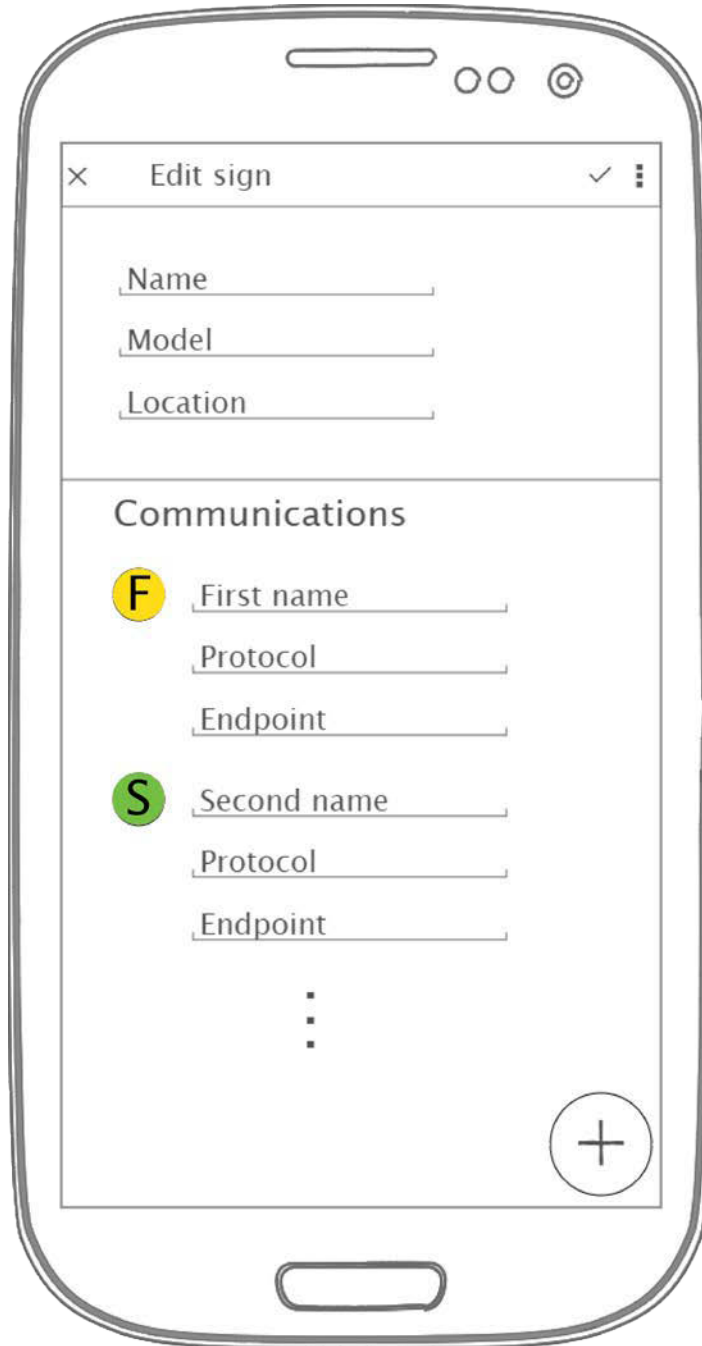 Edit sign
Name
Model
Location
Communications
F First name
Protocol
Endpoint
S Second name
Protocol
Endpoint